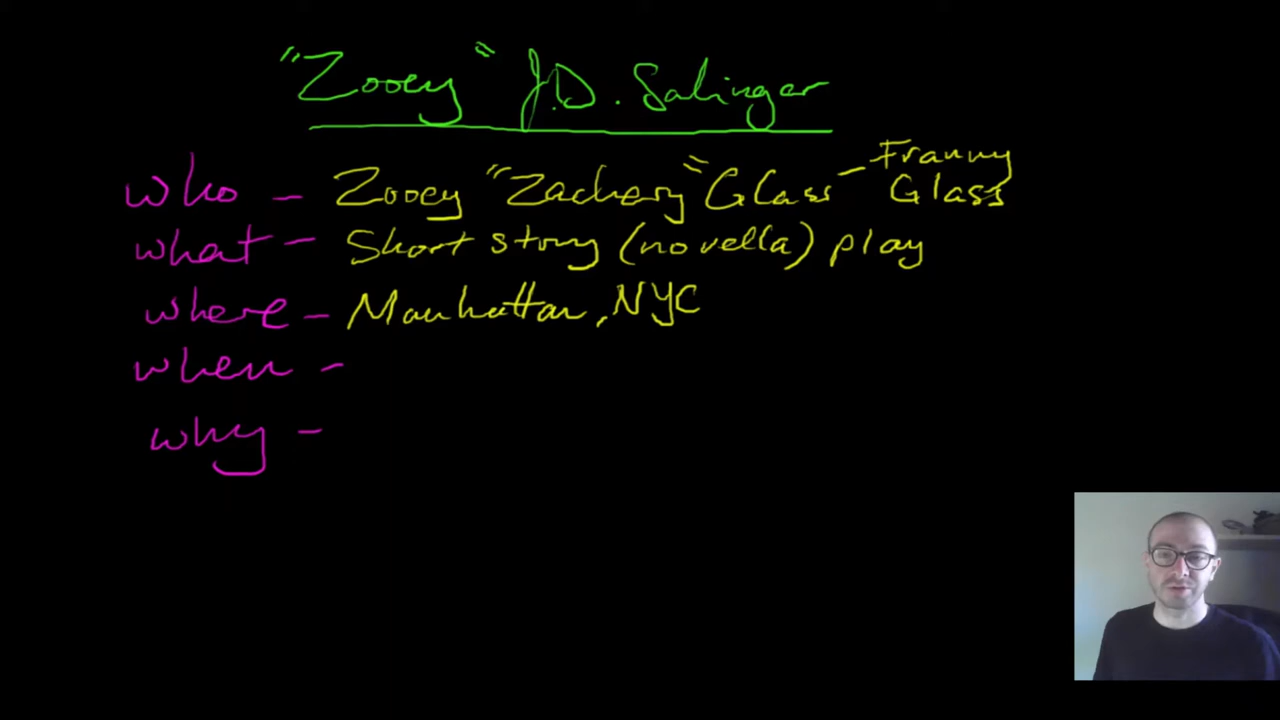 "Zooey" J.D. Salinger
who - Zooey "Zachery" Glass - Franny Glass
what - Short story (novella) play
where - Manhattan, NYC
when -
why -